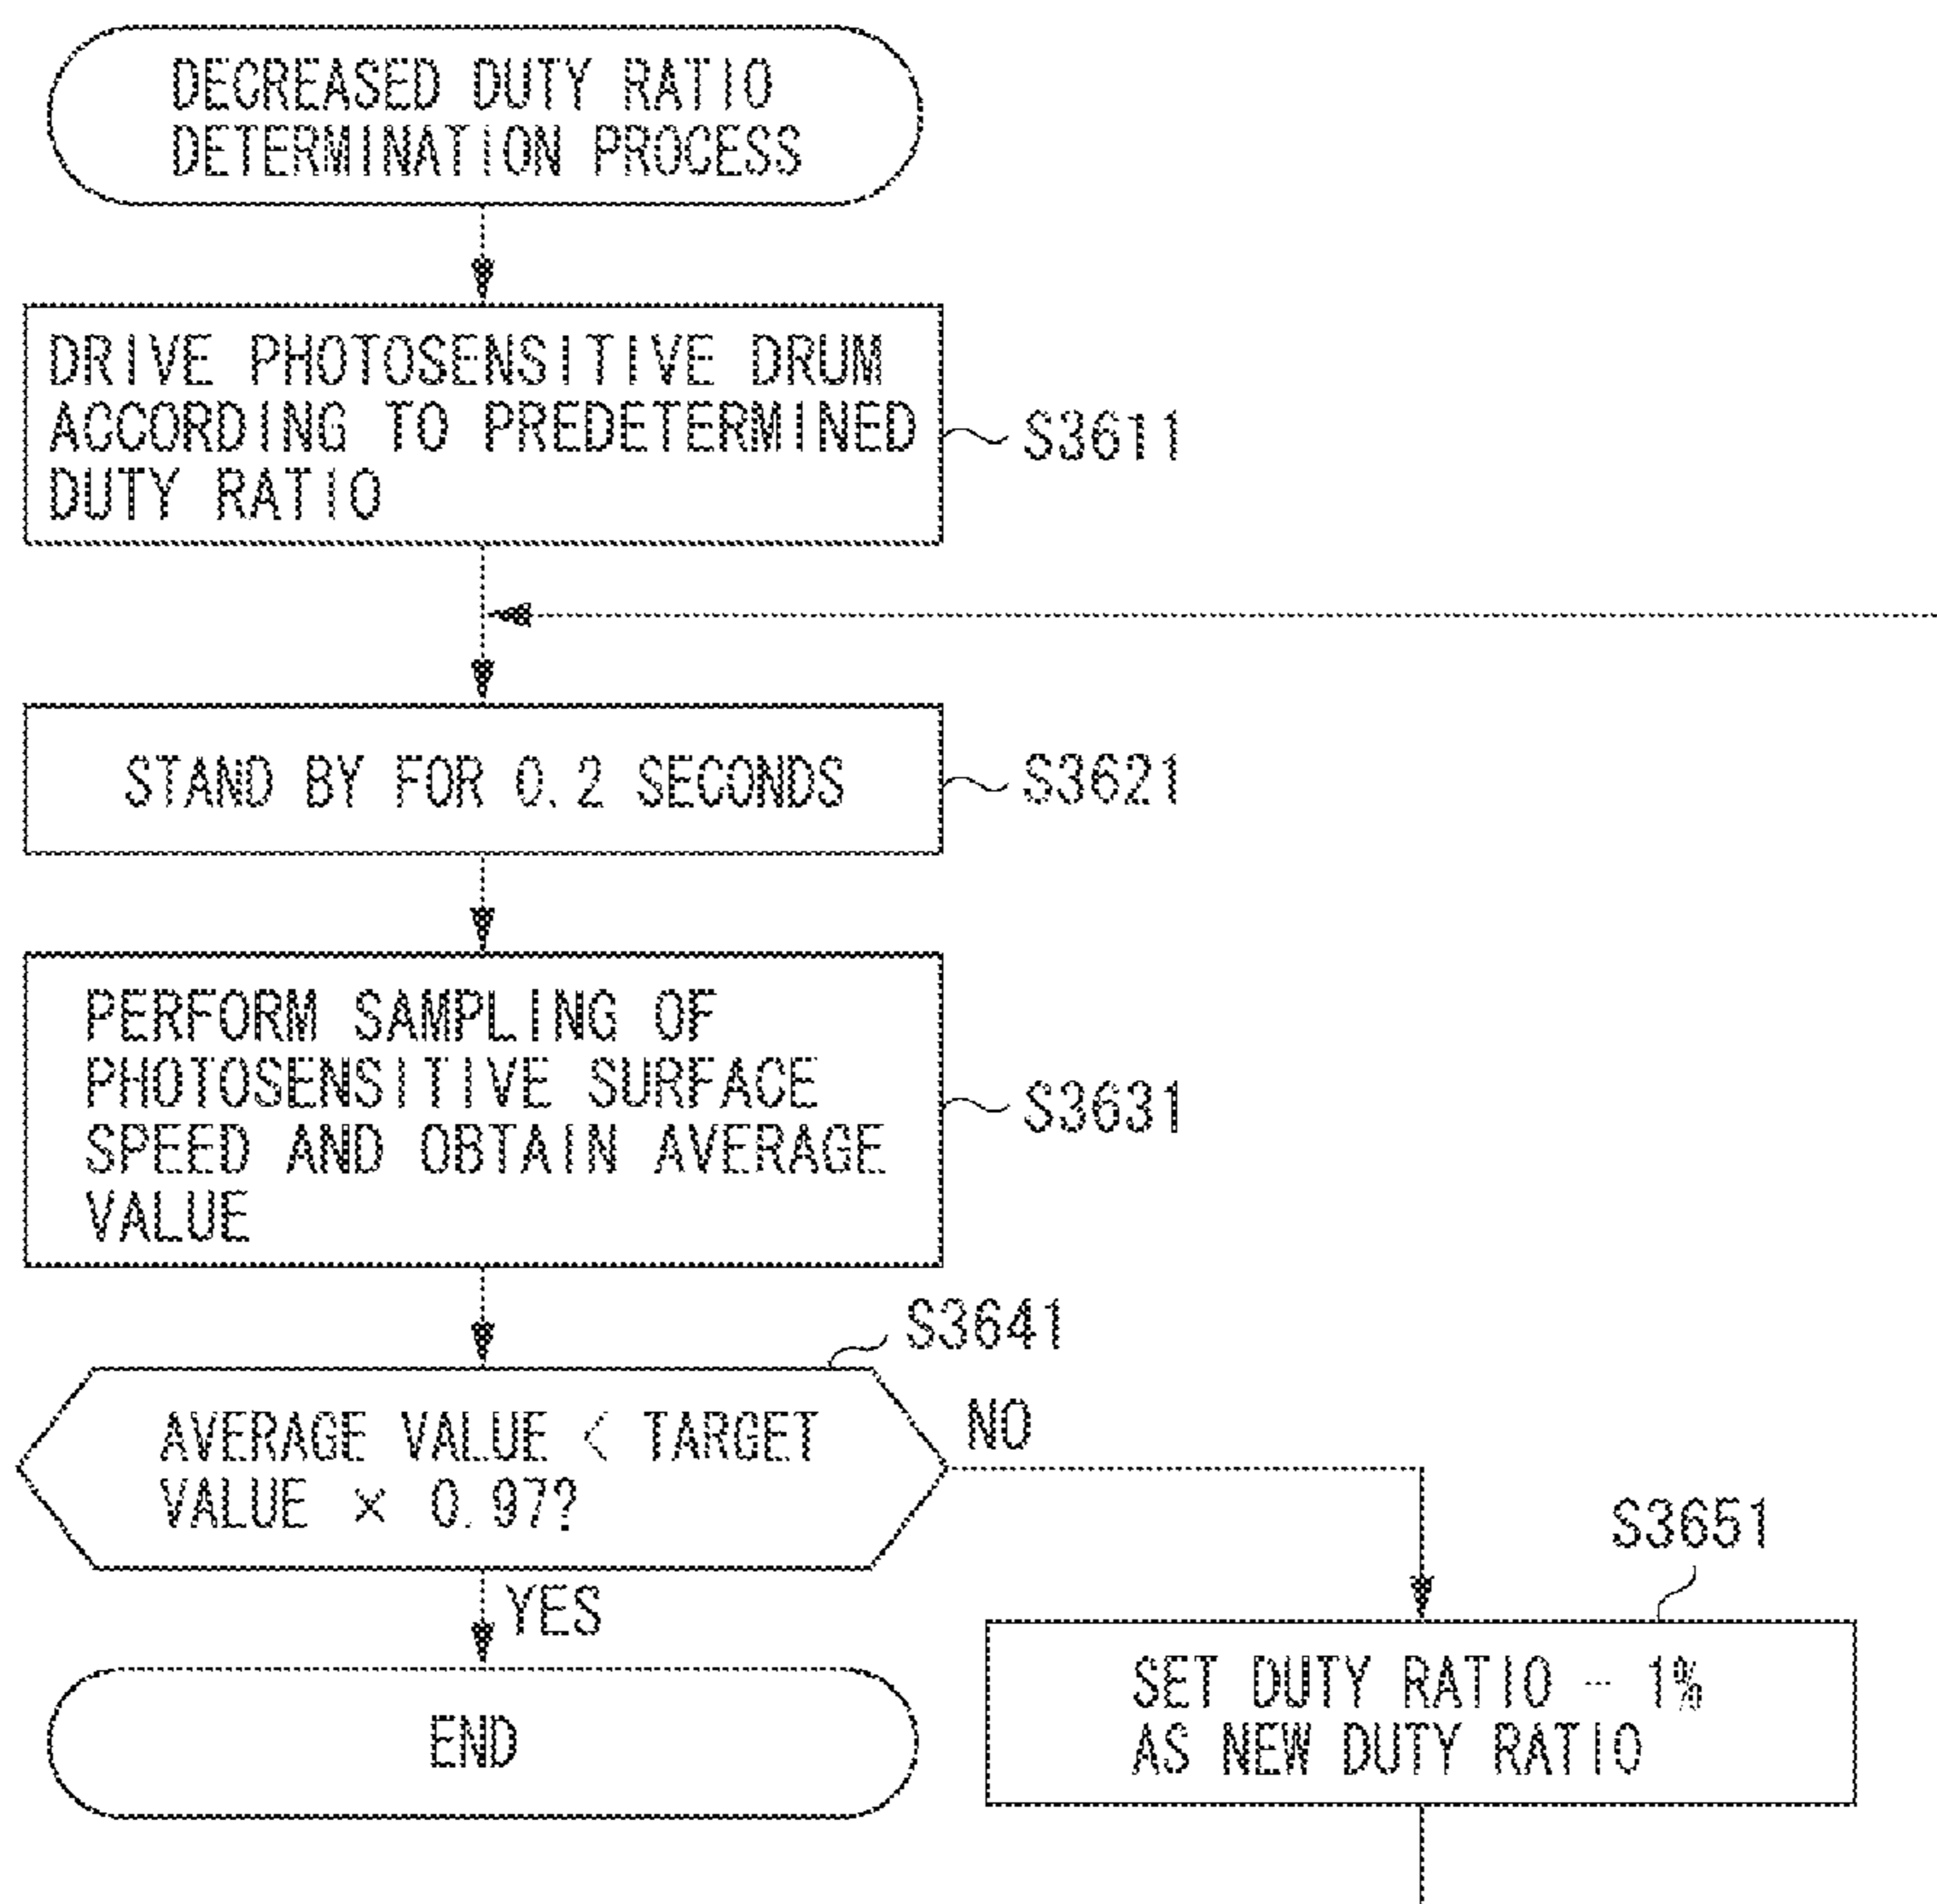 DECREASED DUTY RATIO
DETERMINATION PROCESS
DRIVE PHOTOSENSITIVE DRUM
ACCORDING TO PREDETERMINED
DUTY RATIO
S3611
STAND BY FOR 0.2 SECONDS
S3621
PERFORM SAMPLING OF
PHOTOSENSITIVE SURFACE
SPEED AND OBTAIN AVERAGE
VALUE
S3631
S3641
AVERAGE VALUE < TARGET
VALUE × 0.97?
NO
YES
S3651
SET DUTY RATIO - 1%
AS NEW DUTY RATIO
END